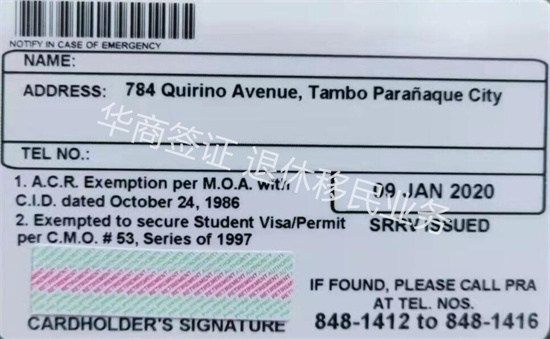 NOTIFY IN CASE OF EMERGENCY
NAME:
ADDRESS: 784 Quirino Avenue, Tambo Parañaque City
TEL NO.:
华商签证 退休移民业务
1. A.C.R. Exemption per M.O.A. with
C.I.D. dated October 24, 1986
2. Exempted to secure Student Visa/Permit
per C.M.O. # 53, Series of 1997
09 JAN 2020
SRRV ISSUED
IF FOUND, PLEASE CALL PRA
AT TEL. NOS.
848-1412 to 848-1416
CARDHOLDER'S SIGNATURE